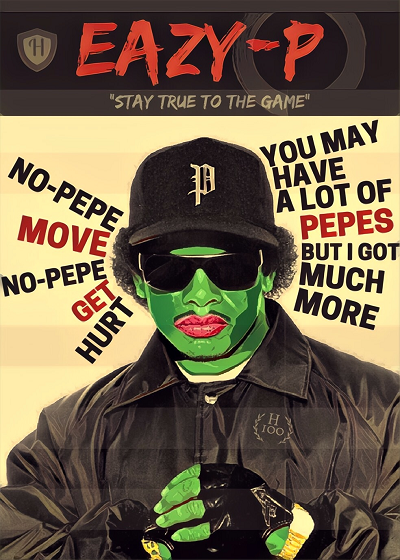 H
EAZY-P
"STAY TRUE TO THE GAME"
NO-PEPE
MOVE
NO-PEPE
GET
HURT
YOU MAY
HAVE
A LOT OF
PEPES
BUT I GOT
MUCH
MORE
P
H
100